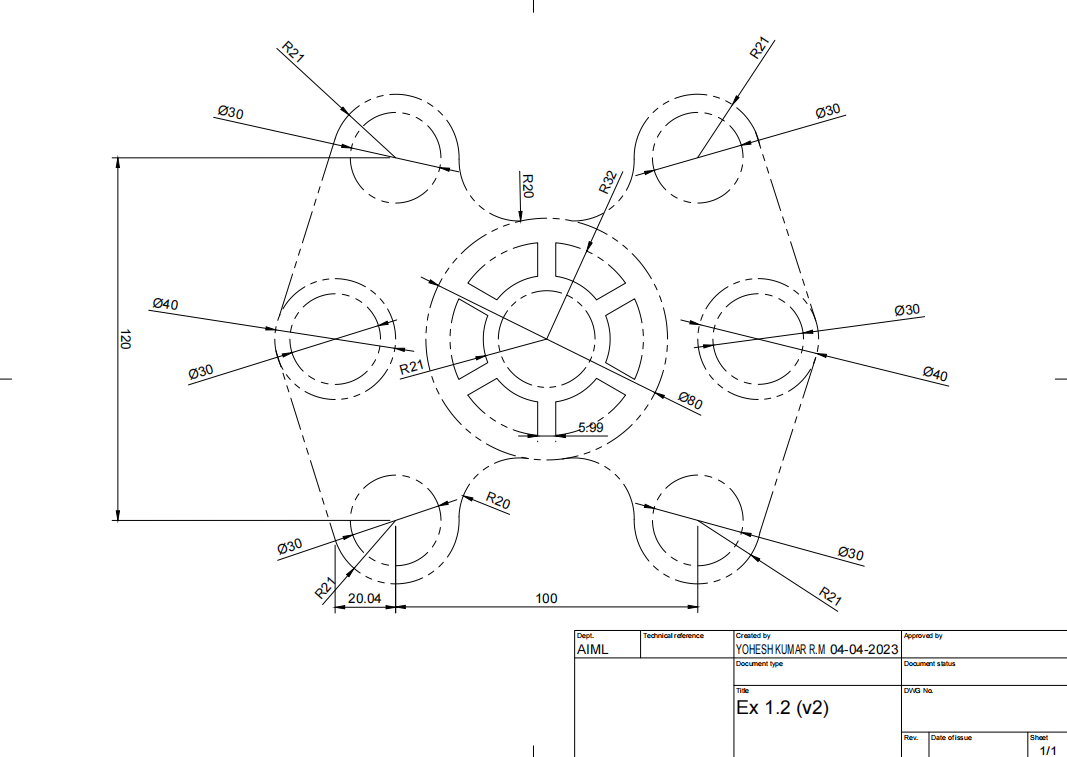 R21
R21
Ø30
Ø30
R20
R32
Ø40
Ø30
120
Ø30
R21
Ø40
Ø80
5.99
R20
Ø30
Ø30
R21
20.04
100
R21
Dept.
Technical reference
Created by
Approved by
AIML
YOHESH KUMAR R.M 04-04-2023
Document type
Document status
Title
DWG No.
Ex 1.2 (v2)
Rev.
Date of issue
Sheet
1/1